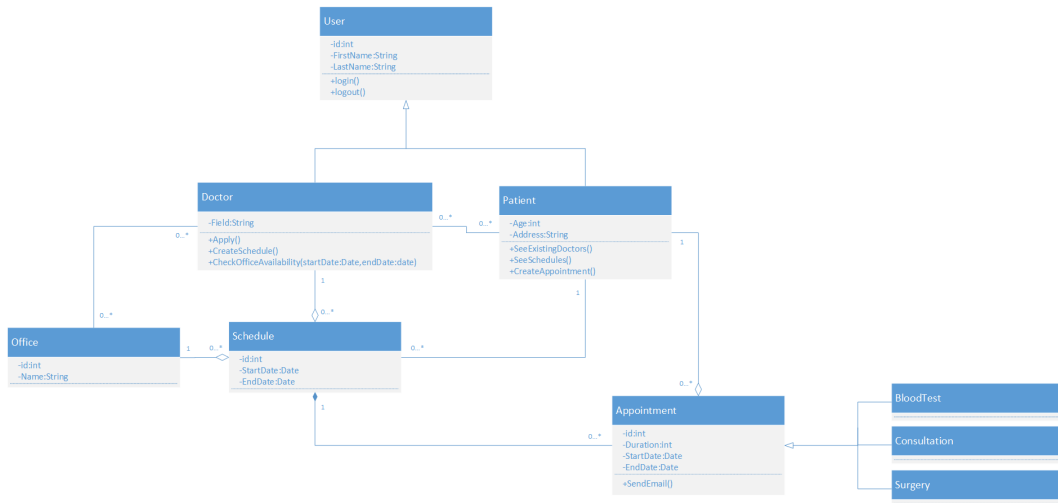 User
-id:int
-FirstName:String
-LastName:String
+login()
+logout()
Doctor
-Field:String
+Apply()
+CreateSchedule()
+CheckOfficeAvailability(startDate:Date,endDate:date)
0...*
0...*
0...*
Patient
-Age:int
-Address:String
+SeeExistingDoctors()
+SeeSchedules()
+CreateAppointment()
1
1
1
0...*
0...*
Office
-id:int
-Name:String
1
0...*
Schedule
-id:int
-StartDate:Date
-EndDate:Date
0...*
1
0...*
0...*
Appointment
-id:int
-Duration:int
-StartDate:Date
-EndDate:Date
+SendEmail()
BloodTest
Consultation
Surgery